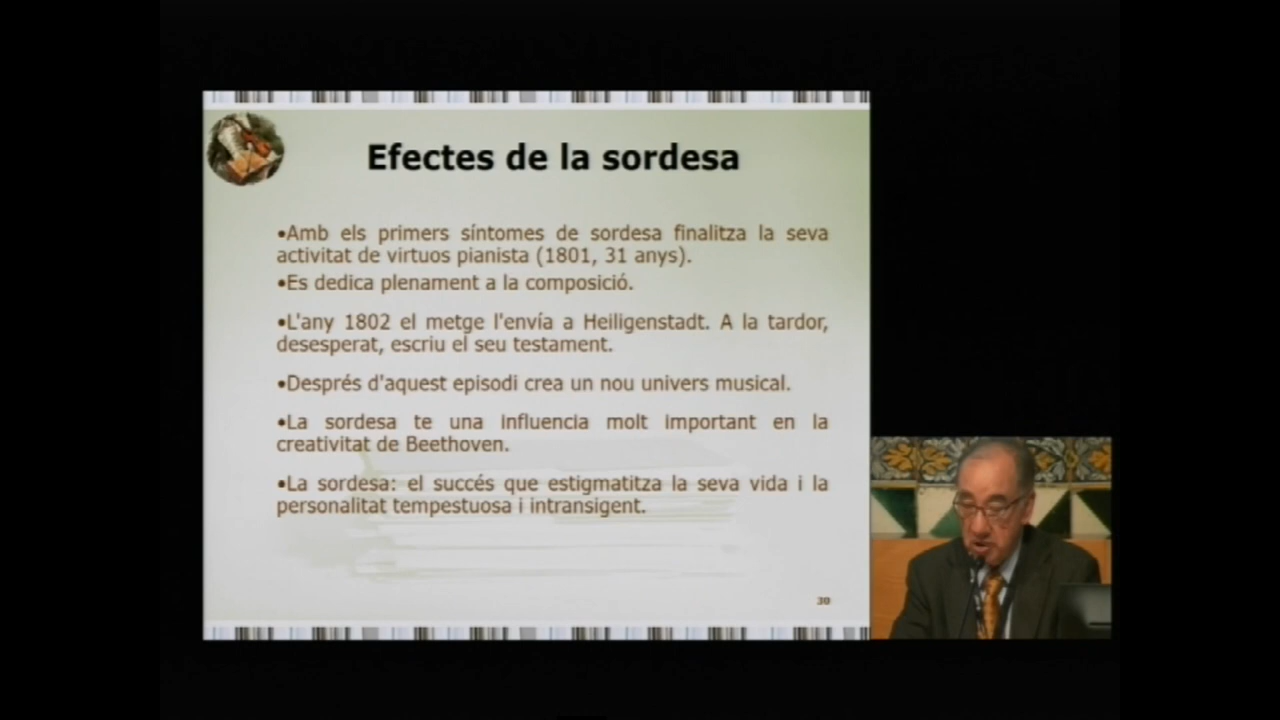 Efectes de la sordesa
•Amb els primers síntomes de sordesa finalitza la seva
activitat de virtuos pianista (1801, 31 anys).
•Es dedica plenament a la composició.
•L'any 1802 el metge l'envía a Heiligenstadt. A la tardor,
desesperat, escriu el seu testament.
•Després d'aquest episodi crea un nou univers musical.
•La sordesa te una influencia molt important en la
creativitat de Beethoven.
•La sordesa: el succés que estigmatitza la seva vida i la
personalitat tempestuosa i intransigent.
30